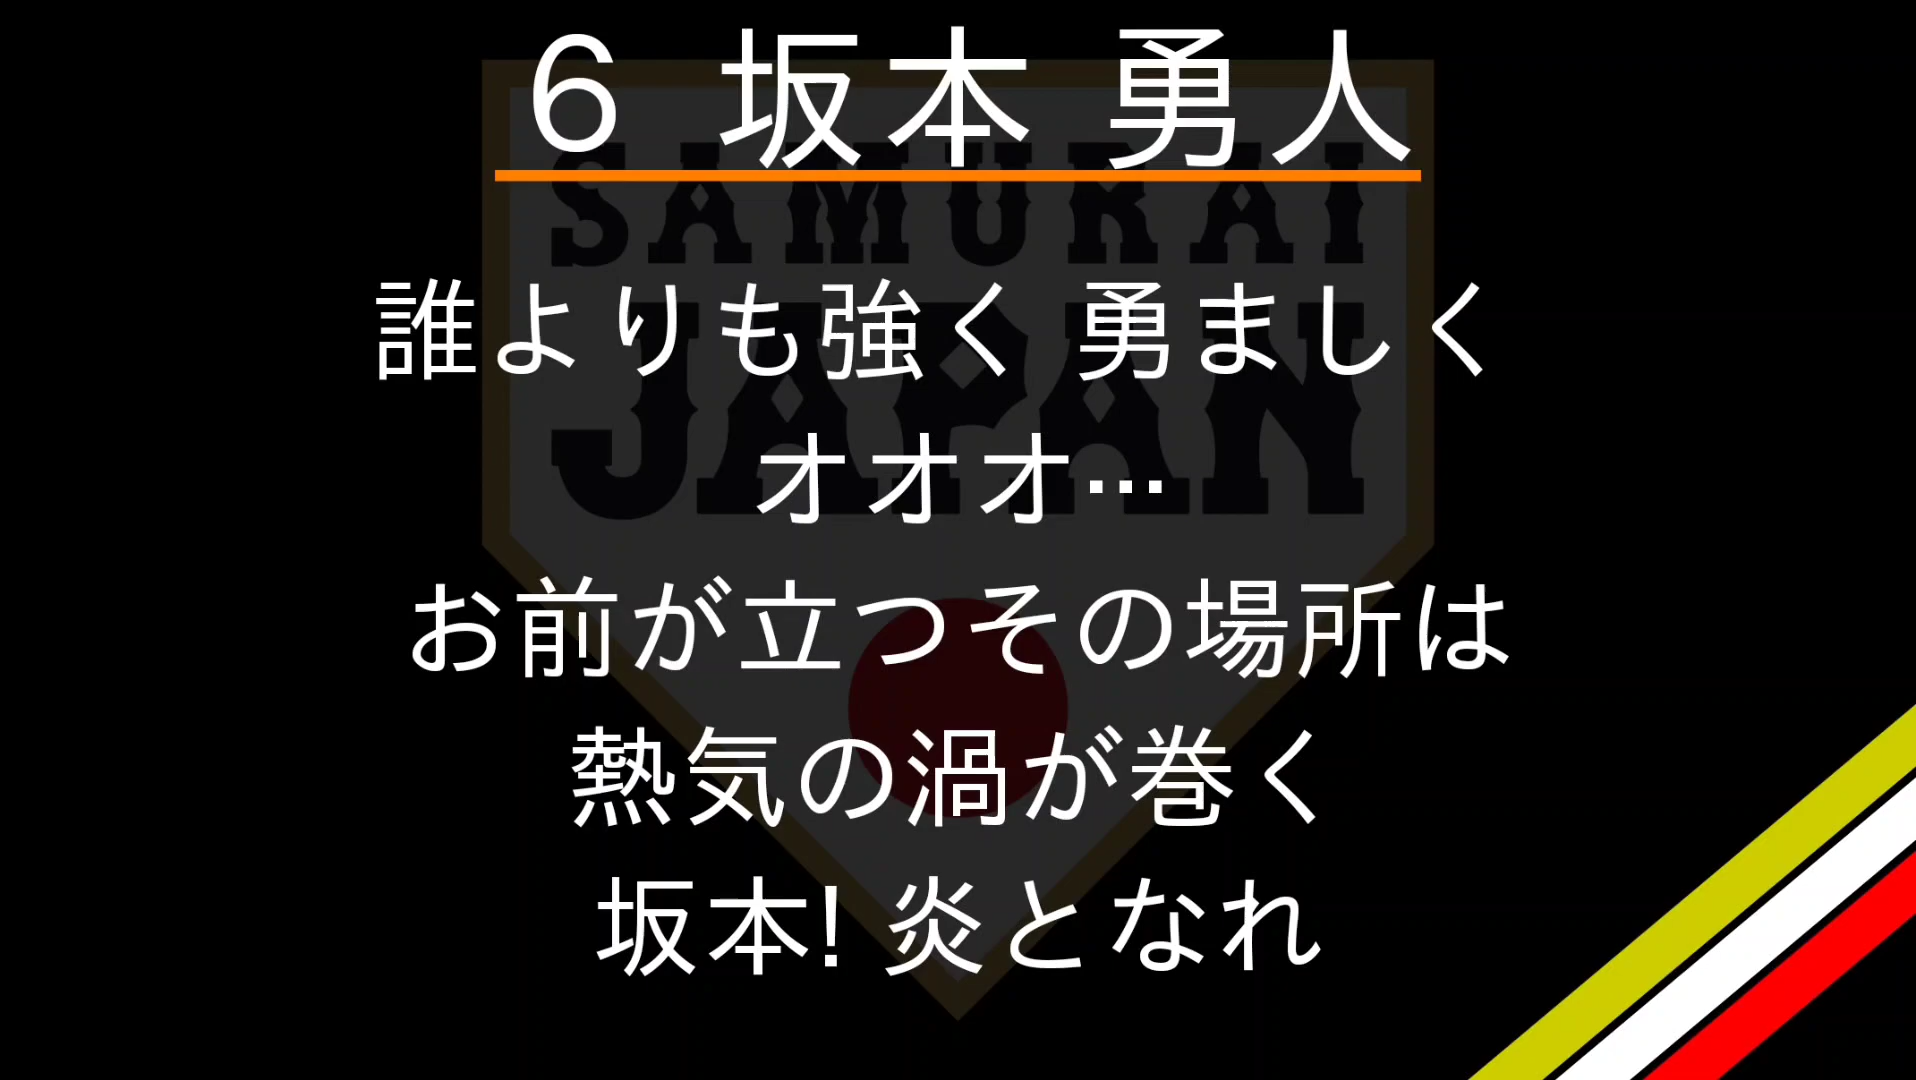 6 坂本 勇人
SAMURAI
JAPAN
誰よりも強く 勇ましく
オオオ…
お前が立つその場所は
熱気の渦が巻く
坂本! 炎となれ